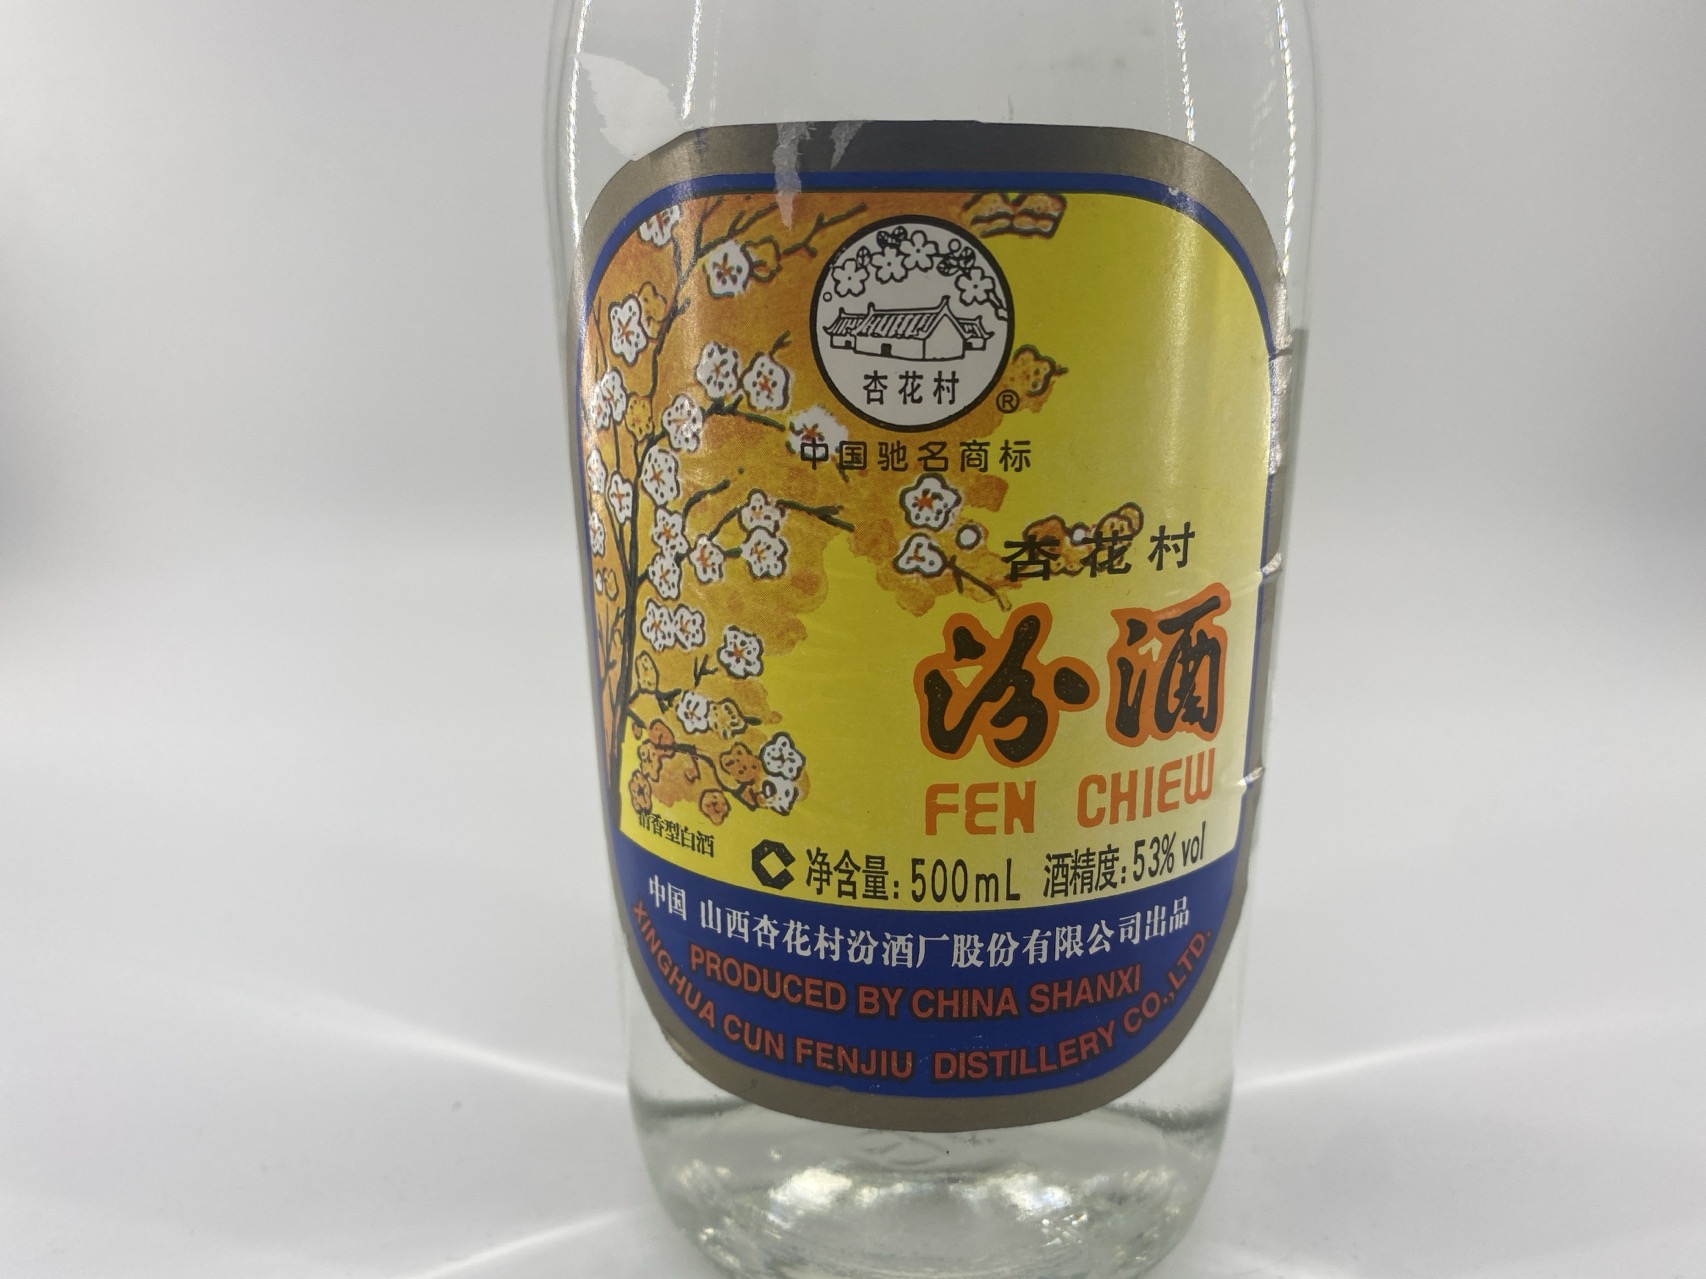 杏花村
®
中国驰名商标
杏花村
汾酒
FEN CHIEW
清香型白酒
净含量:500mL 酒精度:53%vol
中国 山西杏花村汾酒厂股份有限公司出品
PRODUCED BY CHINA SHANXI
XINGHUA CUN FENJIU DISTILLERY CO.,LTD.